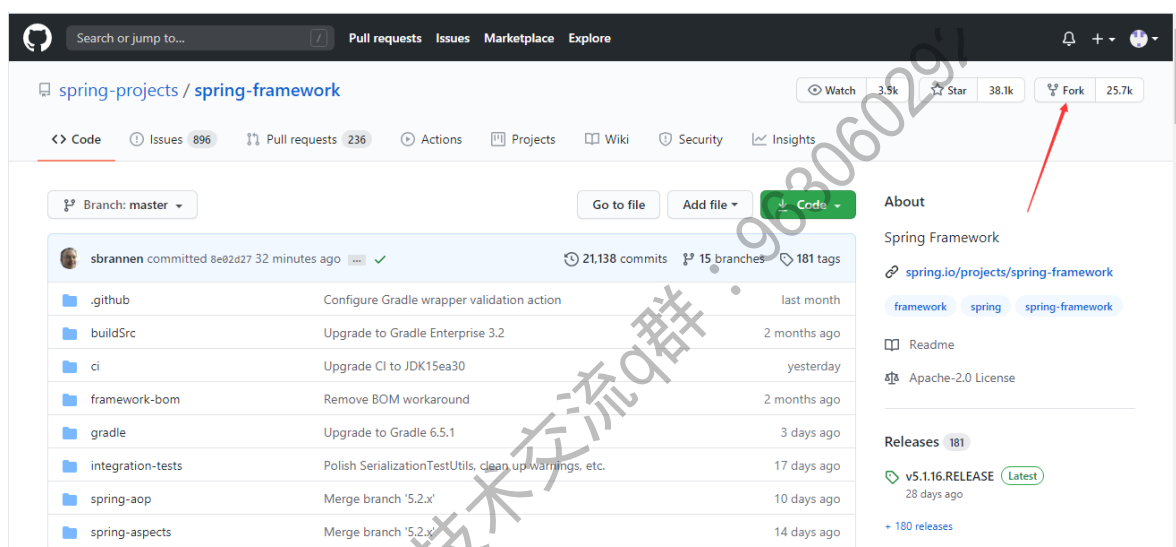 Search or jump to... / Pull requests Issues Marketplace Explore
spring-projects / spring-framework Watch 3.5k Star 38.1k Fork 25.7k
Code Issues 896 Pull requests 236 Actions Projects Wiki Security Insights
Branch: master Go to file Add file Code
sbrannen committed 8e02d27 32 minutes ago ... 21,138 commits 15 branches 181 tags
.github Configure Gradle wrapper validation action last month
buildSrc Upgrade to Gradle Enterprise 3.2 2 months ago
ci Upgrade CI to JDK15ea30 yesterday
framework-bom Remove BOM workaround 2 months ago
gradle Upgrade to Gradle 6.5.1 3 days ago
integration-tests Polish SerializationTestUtils, clean up warnings, etc. 17 days ago
spring-aop Merge branch '5.2.x' 10 days ago
spring-aspects Merge branch '5.2.x' 14 days ago
About
Spring Framework
spring.io/projects/spring-framework
framework spring spring-framework
Readme
Apache-2.0 License
Releases 181
v5.1.16.RELEASE Latest
28 days ago
+ 180 releases
技术交流q群：